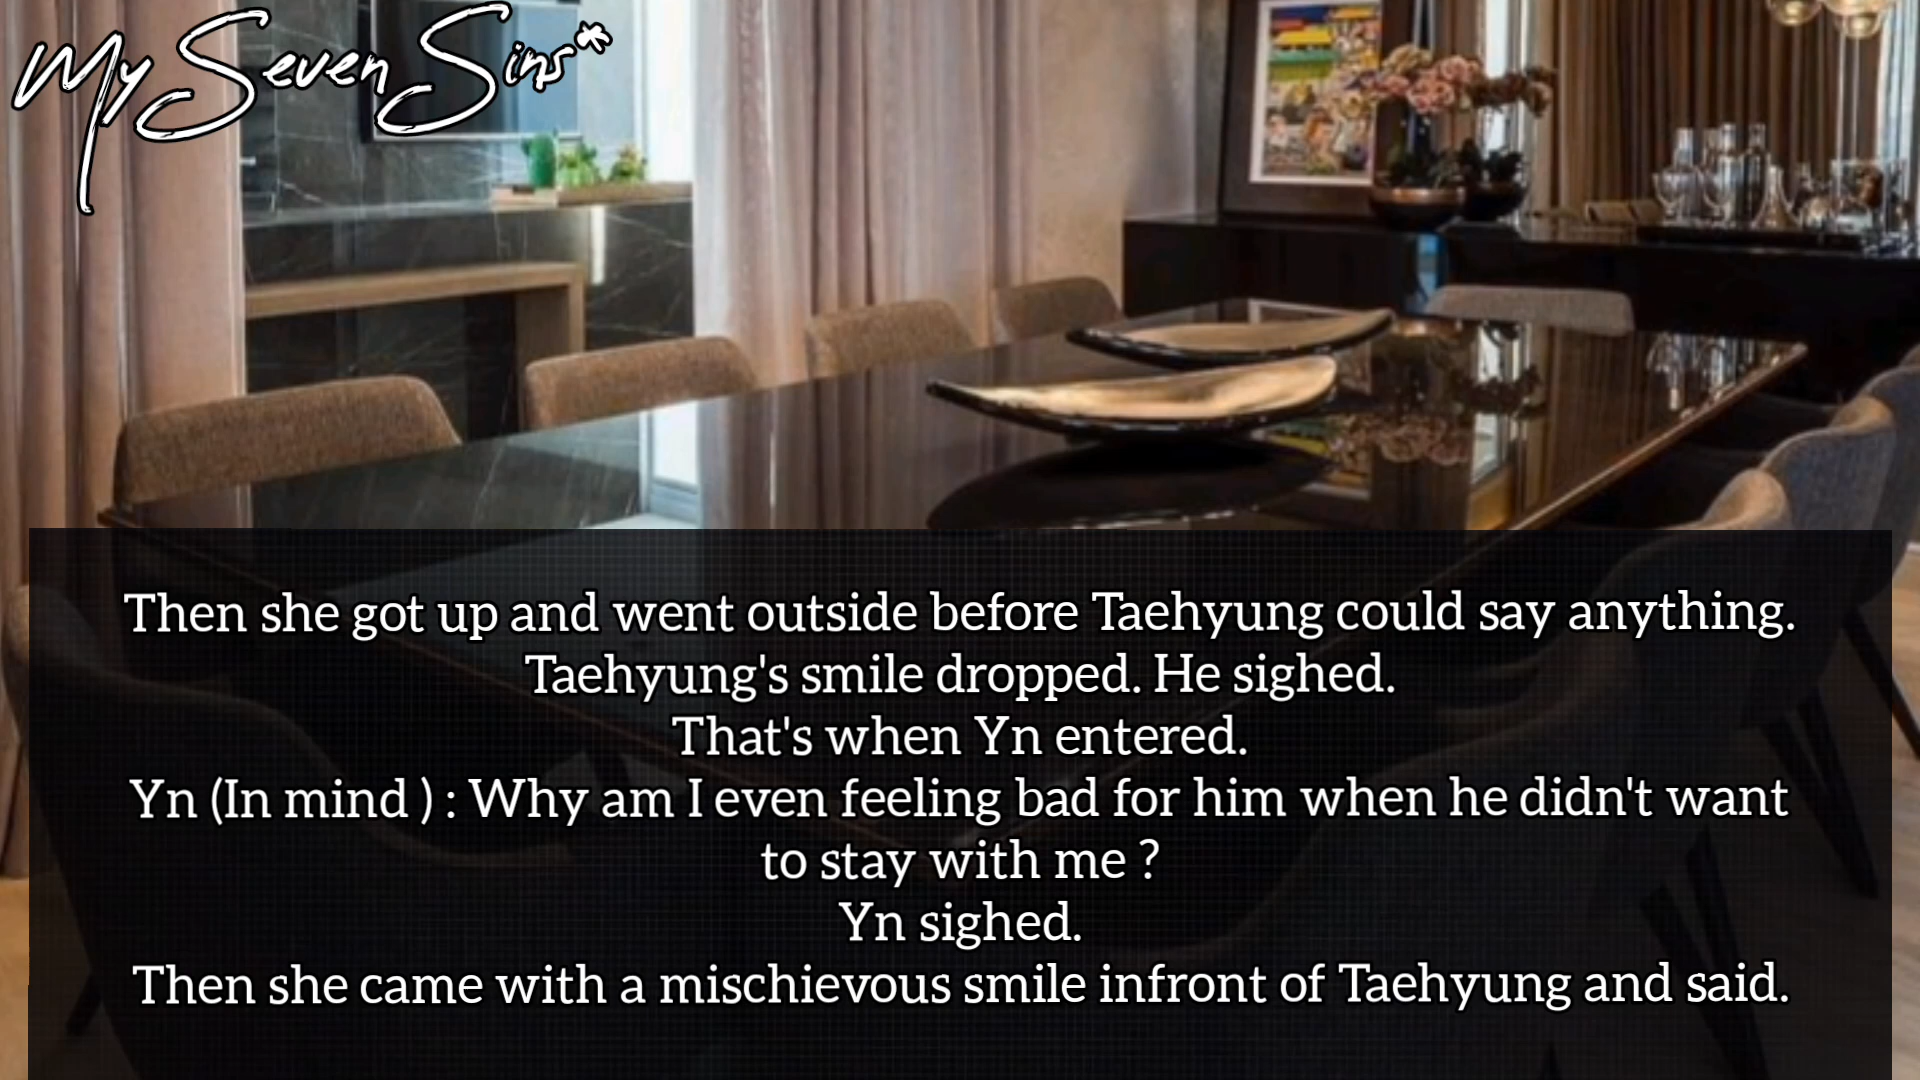 My Seven Sins*
Then she got up and went outside before Taehyung could say anything.
Taehyung's smile dropped. He sighed.
That's when Yn entered.
Yn (In mind ) : Why am I even feeling bad for him when he didn't want
to stay with me ?
Yn sighed.
Then she came with a mischievous smile infront of Taehyung and said.